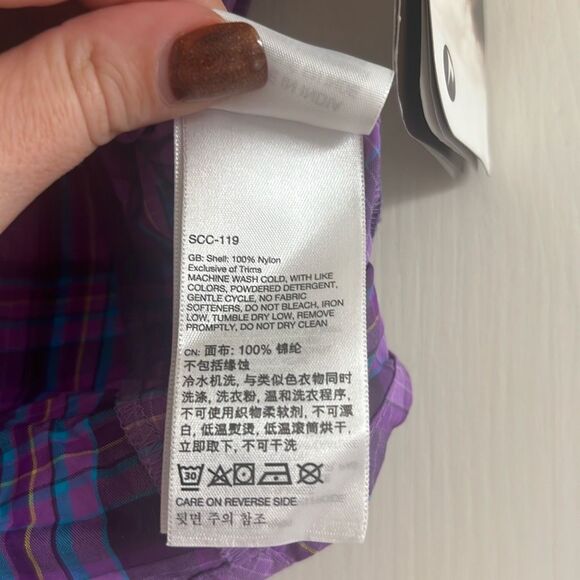 SCC-119
GB: Shell: 100% Nylon
Exclusive of Trims
MACHINE WASH COLD, WITH LIKE
COLORS, POWDERED DETERGENT,
GENTLE CYCLE, NO FABRIC
SOFTENERS, DO NOT BLEACH, IRON
LOW, TUMBLE DRY LOW, REMOVE
PROMPTLY, DO NOT DRY CLEAN
CN: 面布: 100% 锦纶
不包括缘蚀
冷水机洗, 与类似色衣物同时
洗涤, 洗衣粉, 温和洗衣程序,
不可使用织物柔软剂, 不可漂
白, 低温熨烫, 低温滚筒烘干,
立即取下, 不可干洗
30
CARE ON REVERSE SIDE
뒷면 주의 참조